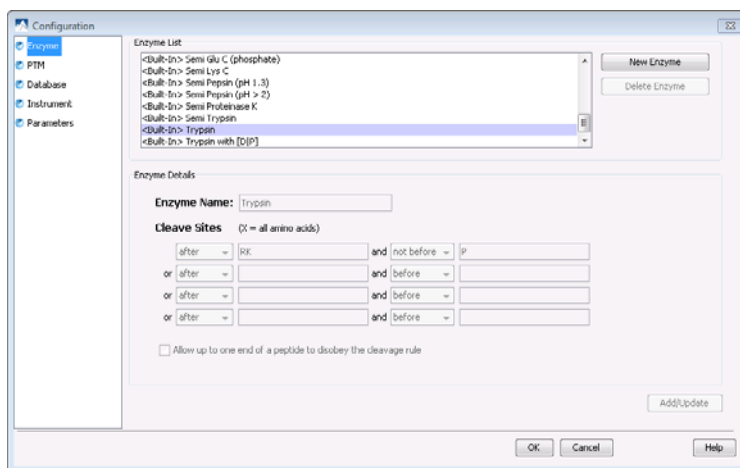 Configuration
Enzyme
PTM
Database
Instrument
Parameters
Enzyme List
<Built-In> Semi Glu C (phosphate)
<Built-In> Semi Lys C
<Built-In> Semi Pepsin (pH 1.3)
<Built-In> Semi Pepsin (pH > 2)
<Built-In> Semi Proteinase K
<Built-In> Semi Trypsin
<Built-In> Trypsin
<Built-In> Trypsin with [D|P]
New Enzyme
Delete Enzyme
Enzyme Details
Enzyme Name: Trypsin
Cleave Sites (X = all amino acids)
after RK and not before P
or after and before
or after and before
or after and before
Allow up to one end of a peptide to disobey the cleavage rule
Add/Update
OK Cancel Help